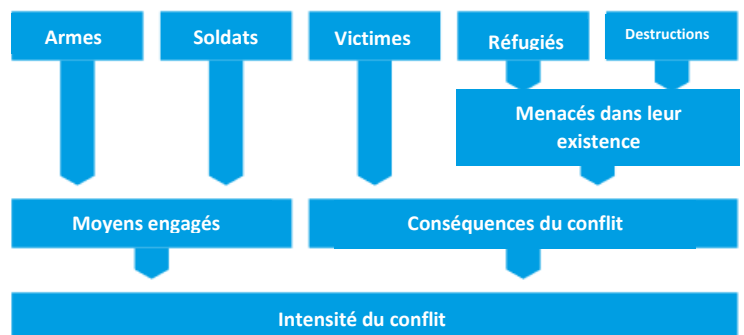 Armes
Soldats
Victimes
Réfugiés
Destructions
Menacés dans leur
existence
Moyens engagés
Conséquences du conflit
Intensité du conflit